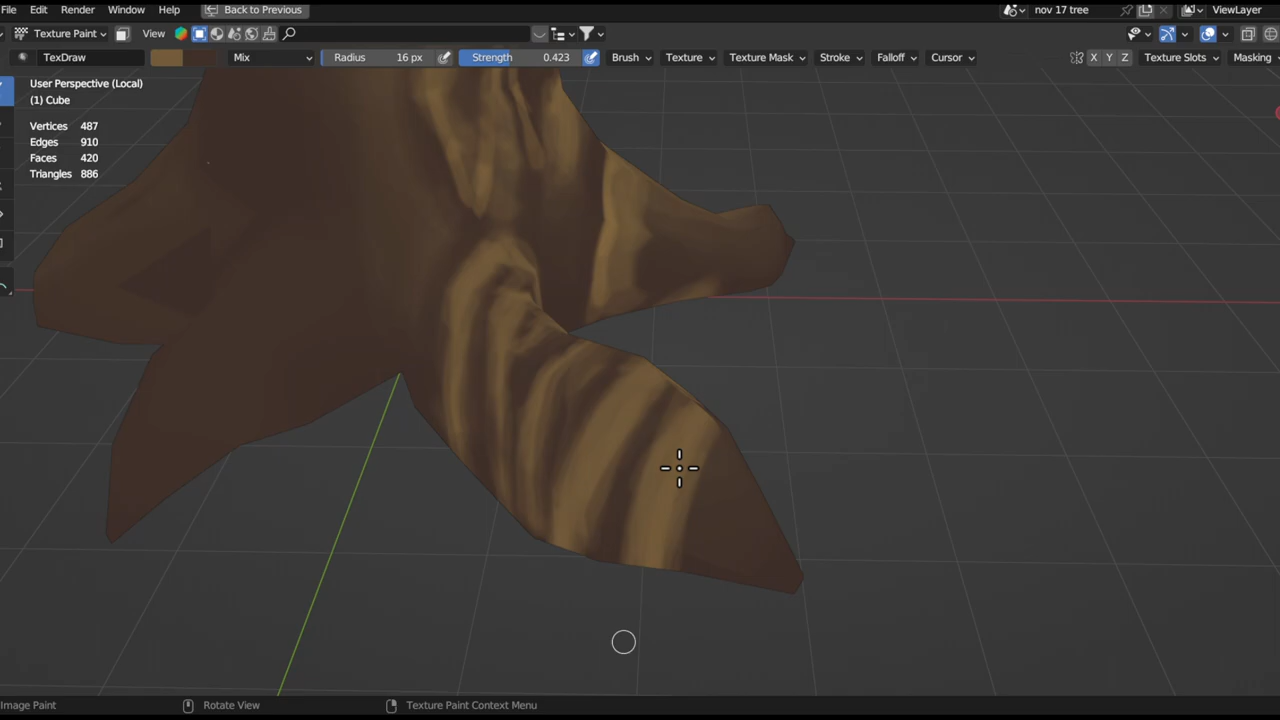 File Edit Render Window Help Back to Previous nov 17 tree ViewLayer
Texture Paint View
TexDraw Mix Radius 16 px Strength 0.423 Brush Texture Texture Mask Stroke Falloff Cursor X Y Z Texture Slots Masking
User Perspective (Local)
(1) Cube
Vertices 487
Edges 910
Faces 420
Triangles 886
Image Paint Rotate View Texture Paint Context Menu